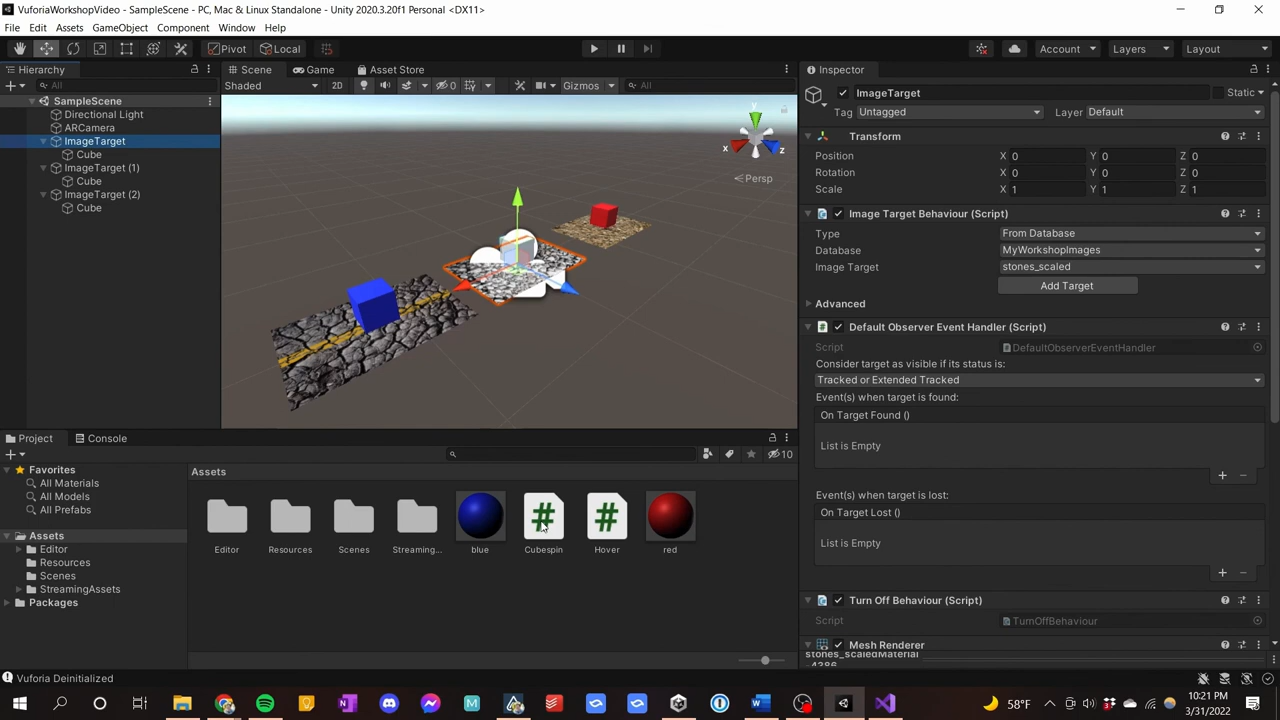 VuforiaWorkshopVideo - SampleScene - PC, Mac & Linux Standalone - Unity 2020.3.20f1 Personal <DX11>
File Edit Assets GameObject Component Window Help
Pivot Local Account Layers Layout
Hierarchy Scene Game Asset Store Inspector
All Shaded 2D 0 Gizmos All
SampleScene
Directional Light
ARCamera
ImageTarget
Cube
ImageTarget (1)
Cube
ImageTarget (2)
Cube
y
x z
Persp
ImageTarget Static
Tag Untagged Layer Default
Transform
Position X 0 Y 0 Z 0
Rotation X 0 Y 0 Z 0
Scale X 1 Y 1 Z 1
Image Target Behaviour (Script)
Type From Database
Database MyWorkshopImages
Image Target stones_scaled
Add Target
Advanced
Default Observer Event Handler (Script)
Script DefaultObserverEventHandler
Consider target as visible if its status is:
Tracked or Extended Tracked
Event(s) when target is found:
On Target Found ()
List is Empty
Event(s) when target is lost:
On Target Lost ()
List is Empty
Turn Off Behaviour (Script)
Script TurnOffBehaviour
Mesh Renderer
stones_scaledMaterial
-4386
Project Console
10
Favorites
All Materials
All Models
All Prefabs
Assets
Editor
Resources
Scenes
StreamingAssets
Packages
Assets
Editor Resources Scenes Streaming... blue Cubespin Hover red
Vuforia Deinitialized
58°F 10:21 PM
3/31/2022